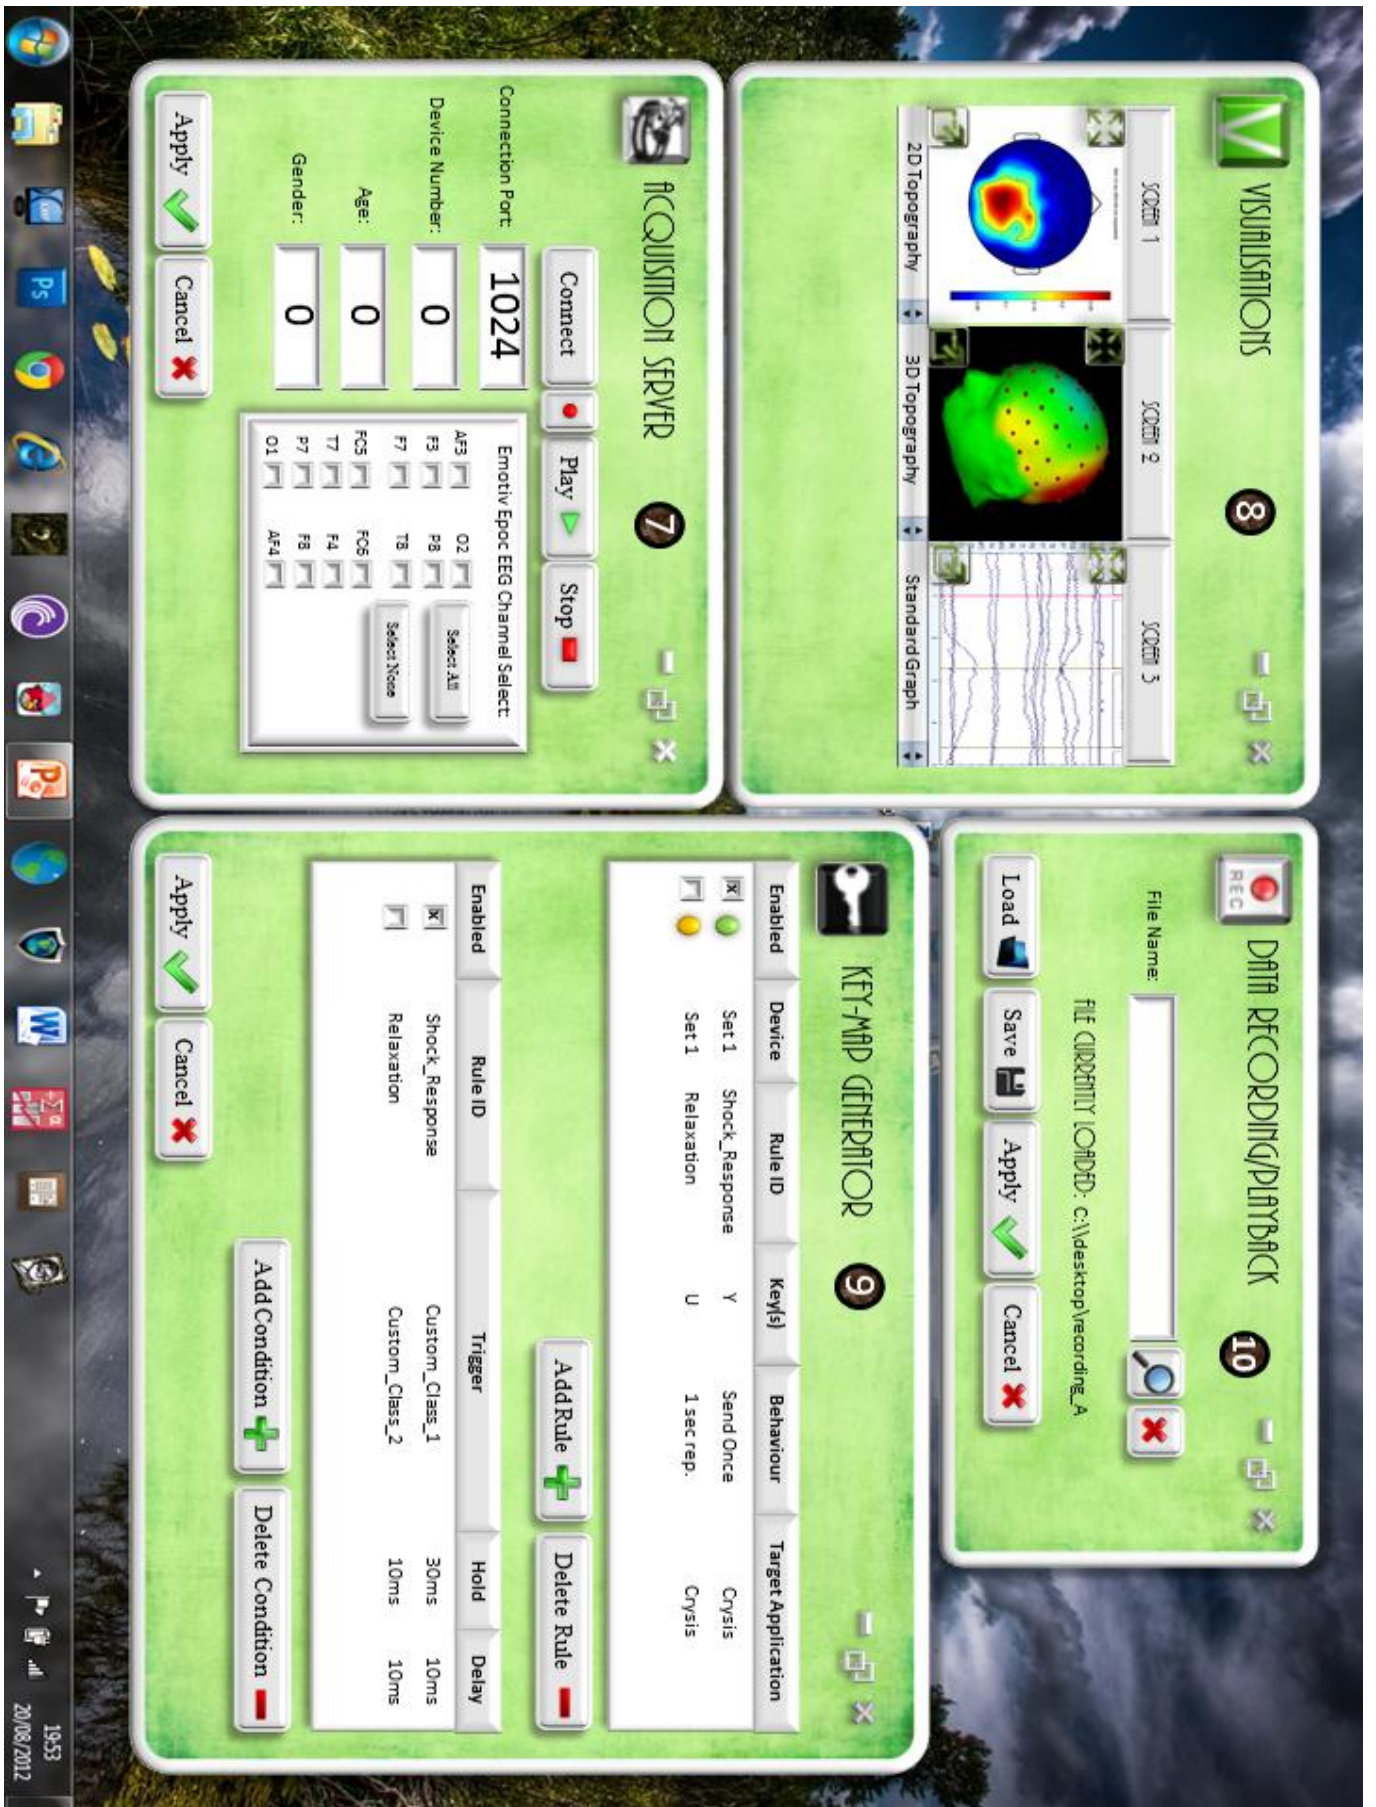 VISUALISATIONS 8
SCREEN 1 SCREEN 2 SCREEN 3
2D Topography 3D Topography Standard Graph
ACQUISITION SERVER 7
Connect Play Stop
Connection Port: 1024
Device Number: 0
Age: 0
Gender: 0
Emotiv Epoc EEG Channel Select:
AF3 O2
F3 P8
F7 T8
FC5 FC6
T7 F4
P7 F8
O1 AF4
Select All
Select None
Apply Cancel
REC DATA RECORDING/PLAYBACK 10
File Name:
FILE CURRENTLY LOADED: C:\\desktop\recording_A
Load Save Apply Cancel
KEY-MAP GENERATOR 9
Enabled Device Rule ID Key(s) Behaviour Target Application
x Set 1 Shock_Response Y Send Once Crysis
Set 1 Relaxation U 1 sec rep. Crysis
Add Rule Delete Rule
Enabled Rule ID Trigger Hold Delay
x Shock_Response Custom_Class_1 30ms 10ms
Relaxation Custom_Class_2 10ms 10ms
Add Condition Delete Condition
Apply Cancel
Ps
19:53
20/08/2012